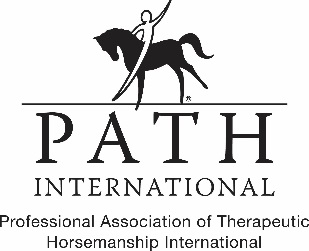 ®
PATH
INTERNATIONAL
Professional Association of Therapeutic
Horsemanship International